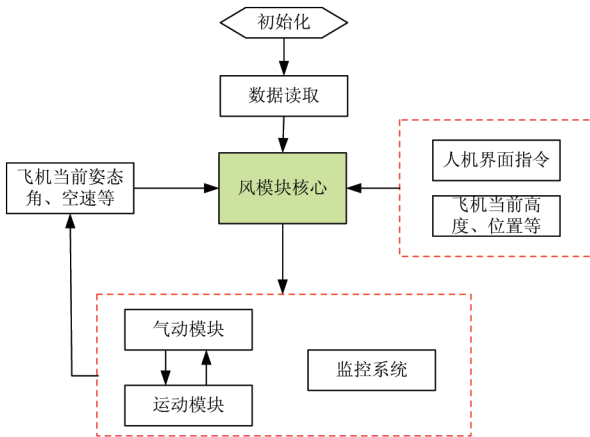 初始化
数据读取
人机界面指令
飞机当前姿态
角、空速等
风模块核心
飞机当前高
度、位置等
气动模块
监控系统
运动模块